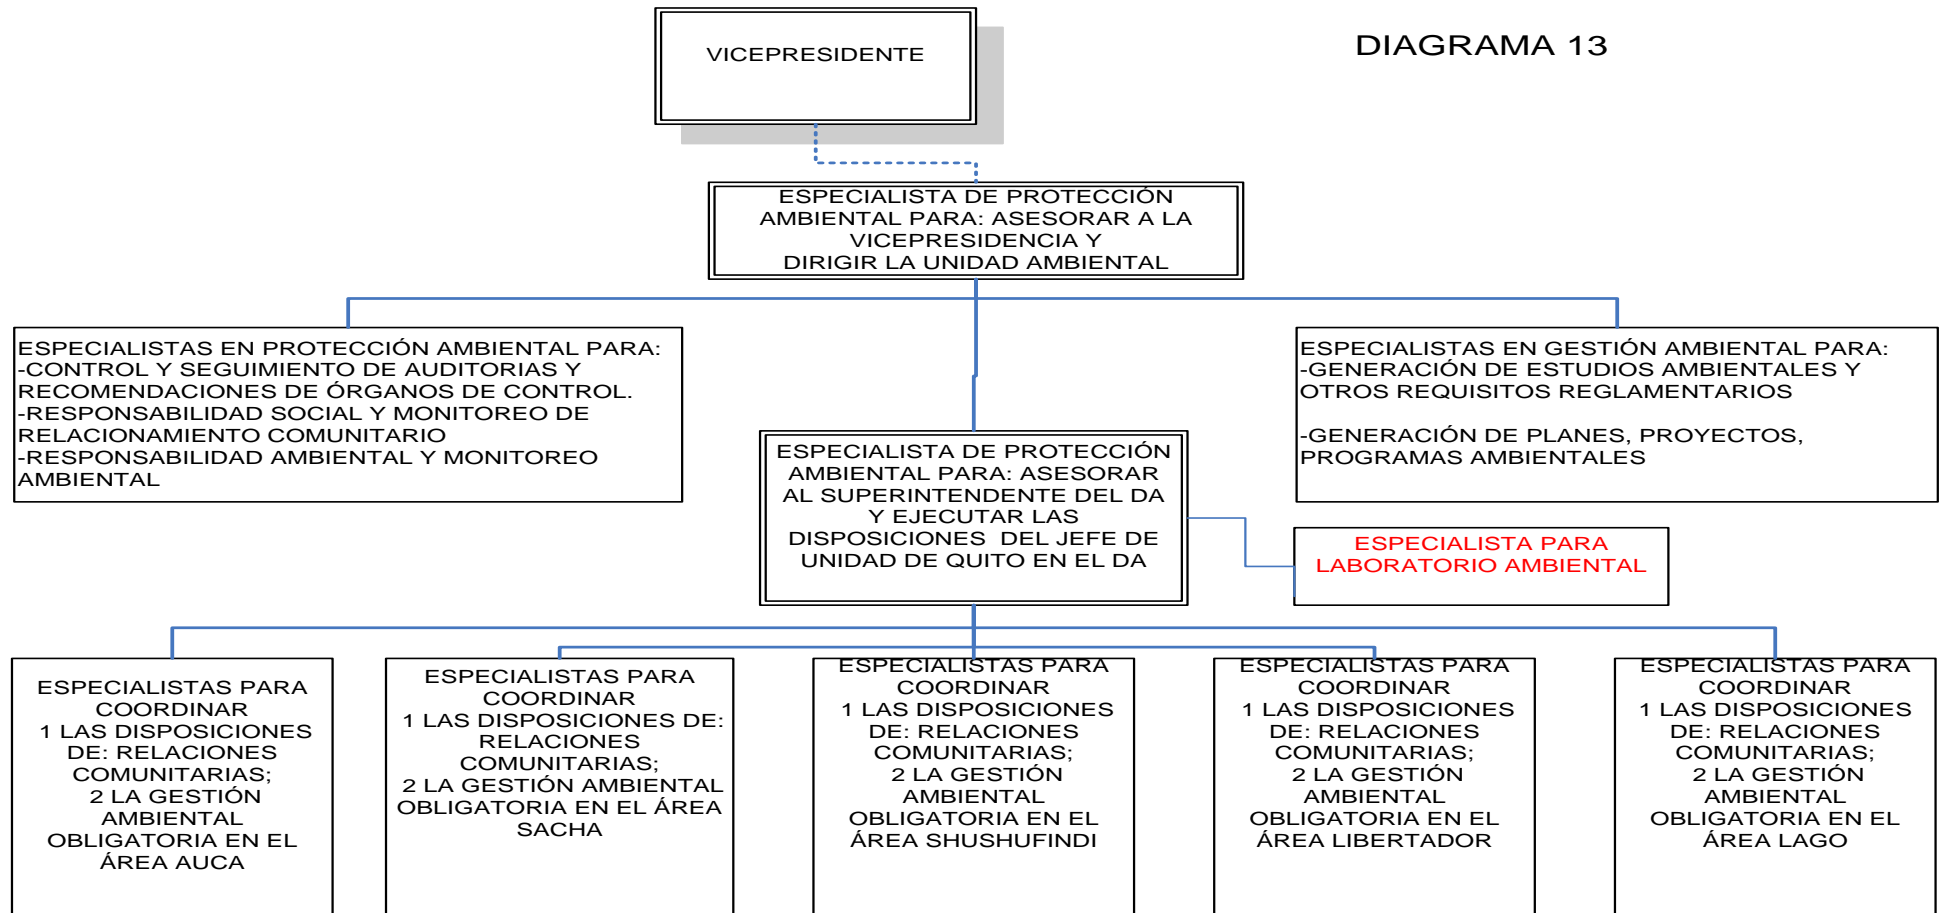 VICEPRESIDENTE
DIAGRAMA 13
ESPECIALISTA DE PROTECCIÓN
AMBIENTAL PARA: ASESORAR A LA
VICEPRESIDENCIA Y
DIRIGIR LA UNIDAD AMBIENTAL
ESPECIALISTAS EN PROTECCIÓN AMBIENTAL PARA:
-CONTROL Y SEGUIMIENTO DE AUDITORIAS Y
RECOMENDACIONES DE ÓRGANOS DE CONTROL.
-RESPONSABILIDAD SOCIAL Y MONITOREO DE
RELACIONAMIENTO COMUNITARIO
-RESPONSABILIDAD AMBIENTAL Y MONITOREO
AMBIENTAL
ESPECIALISTAS EN GESTIÓN AMBIENTAL PARA:
-GENERACIÓN DE ESTUDIOS AMBIENTALES Y
OTROS REQUISITOS REGLAMENTARIOS
-GENERACIÓN DE PLANES, PROYECTOS,
PROGRAMAS AMBIENTALES
ESPECIALISTA DE PROTECCIÓN
AMBIENTAL PARA: ASESORAR
AL SUPERINTENDENTE DEL DA
Y EJECUTAR LAS
DISPOSICIONES DEL JEFE DE
UNIDAD DE QUITO EN EL DA
ESPECIALISTA PARA
LABORATORIO AMBIENTAL
ESPECIALISTAS PARA
COORDINAR
1 LAS DISPOSICIONES
DE: RELACIONES
COMUNITARIAS;
2 LA GESTIÓN
AMBIENTAL
OBLIGATORIA EN EL
ÁREA AUCA
ESPECIALISTAS PARA
COORDINAR
1 LAS DISPOSICIONES DE:
RELACIONES
COMUNITARIAS;
2 LA GESTIÓN AMBIENTAL
OBLIGATORIA EN EL ÁREA
SACHA
ESPECIALISTAS PARA
COORDINAR
1 LAS DISPOSICIONES
DE: RELACIONES
COMUNITARIAS;
2 LA GESTIÓN
AMBIENTAL
OBLIGATORIA EN EL
ÁREA SHUSHUFINDI
ESPECIALISTAS PARA
COORDINAR
1 LAS DISPOSICIONES
DE: RELACIONES
COMUNITARIAS;
2 LA GESTIÓN
AMBIENTAL
OBLIGATORIA EN EL
ÁREA LIBERTADOR
ESPECIALISTAS PARA
COORDINAR
1 LAS DISPOSICIONES
DE: RELACIONES
COMUNITARIAS;
2 LA GESTIÓN
AMBIENTAL
OBLIGATORIA EN EL
ÁREA LAGO